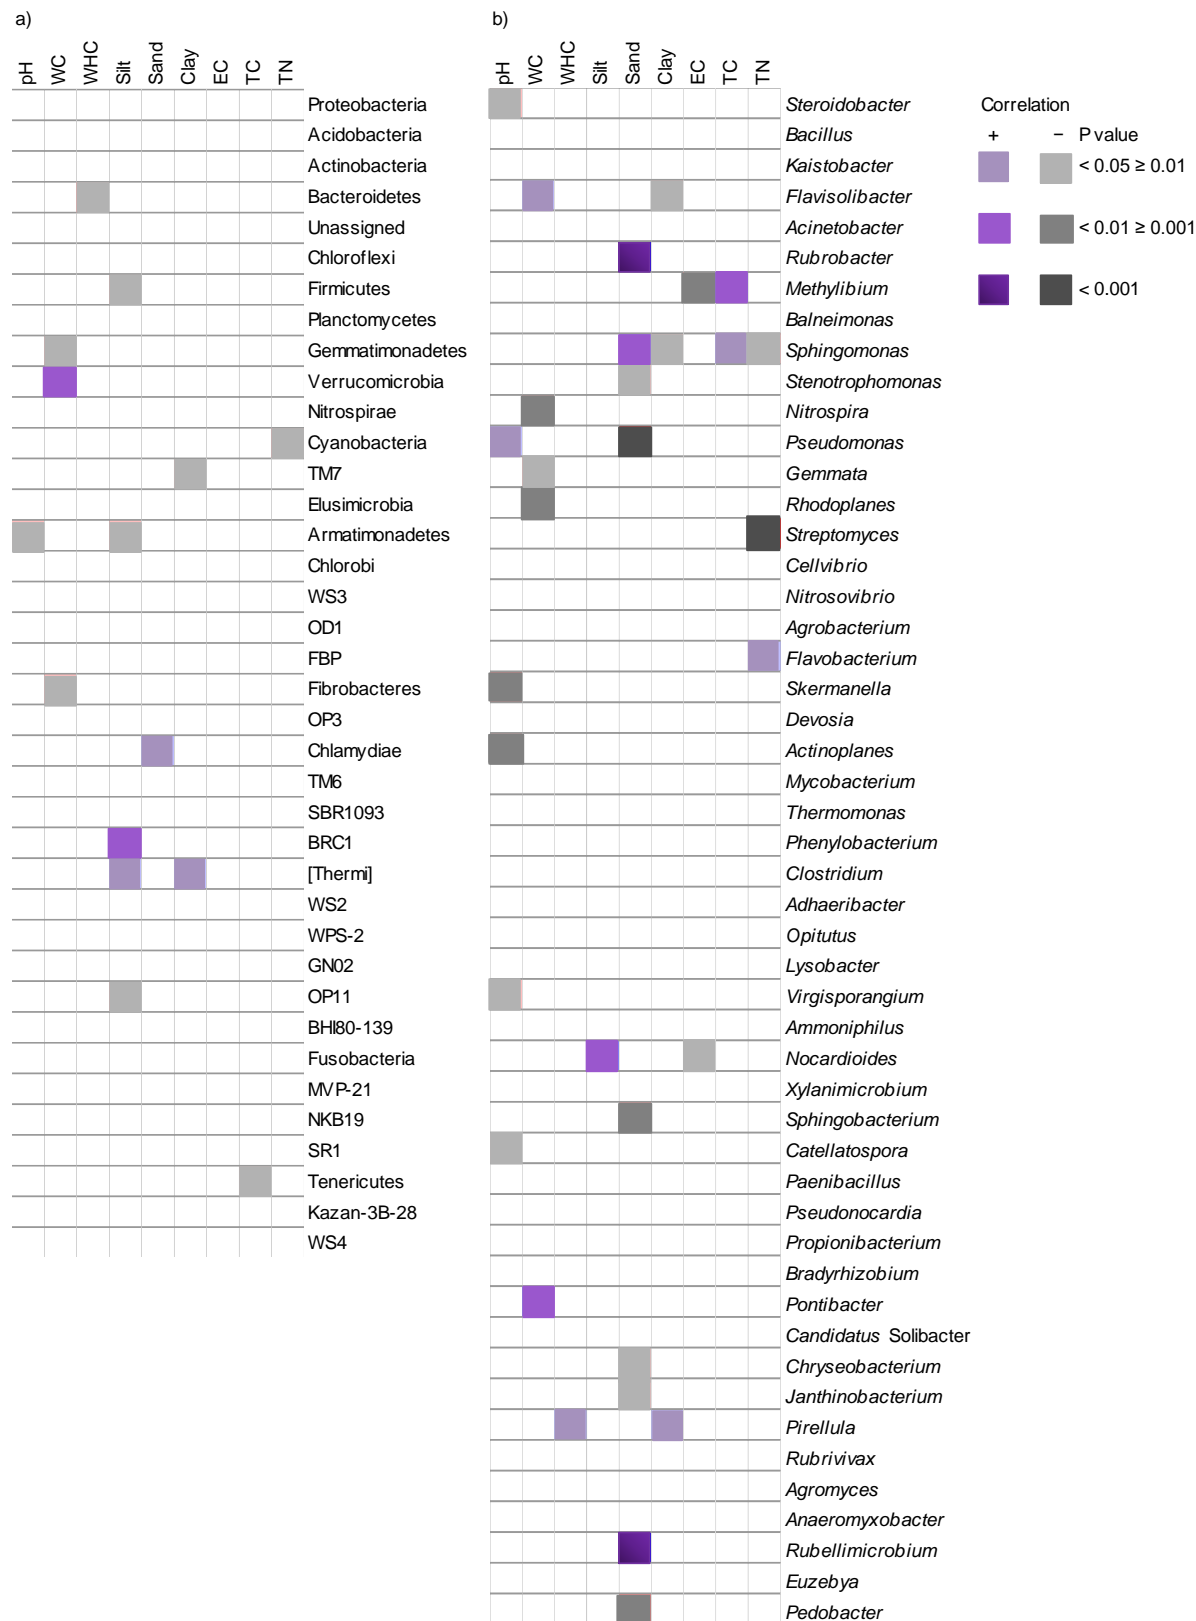 a)
pH WC WHC Silt Sand Clay EC TC TN
Proteobacteria
Acidobacteria
Actinobacteria
Bacteroidetes
Unassigned
Chloroflexi
Firmicutes
Planctomycetes
Gemmatimonadetes
Verrucomicrobia
Nitrospirae
Cyanobacteria
TM7
Elusimicrobia
Armatimonadetes
Chlorobi
WS3
OD1
FBP
Fibrobacteres
OP3
Chlamydiae
TM6
SBR1093
BRC1
[Thermi]
WS2
WPS-2
GN02
OP11
BHI80-139
Fusobacteria
MVP-21
NKB19
SR1
Tenericutes
Kazan-3B-28
WS4
b)
pH WC WHC Silt Sand Clay EC TC TN
Steroidobacter
Bacillus
Kaistobacter
Flavisolibacter
Acinetobacter
Rubrobacter
Methylibium
Balneimonas
Sphingomonas
Stenotrophomonas
Nitrospira
Pseudomonas
Gemmata
Rhodoplanes
Streptomyces
Cellvibrio
Nitrosovibrio
Agrobacterium
Flavobacterium
Skermanella
Devosia
Actinoplanes
Mycobacterium
Thermomonas
Phenylobacterium
Clostridium
Adhaeribacter
Opitutus
Lysobacter
Virgisporangium
Ammoniphilus
Nocardioides
Xylanimicrobium
Sphingobacterium
Catellatospora
Paenibacillus
Pseudonocardia
Propionibacterium
Bradyrhizobium
Pontibacter
Candidatus Solibacter
Chryseobacterium
Janthinobacterium
Pirellula
Rubrivivax
Agromyces
Anaeromyxobacter
Rubellimicrobium
Euzebya
Pedobacter
Correlation
+ − P value
< 0.05 ≥ 0.01
< 0.01 ≥ 0.001
< 0.001